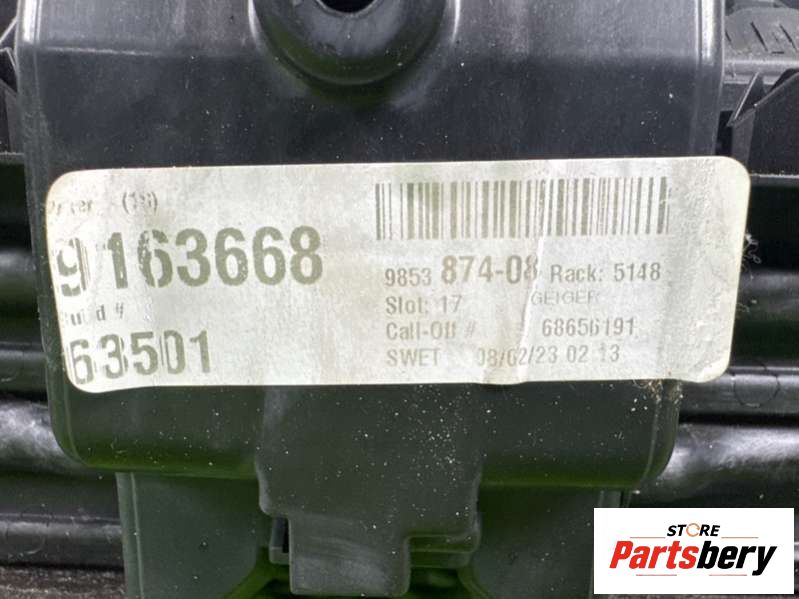 (18)
9163668
#
63501
9853 874-08 Rack: 5148
Slot: 17 GEIGER
Call-Off # 68656191
SWET 08/02/23 02 13
STORE
Partsbery